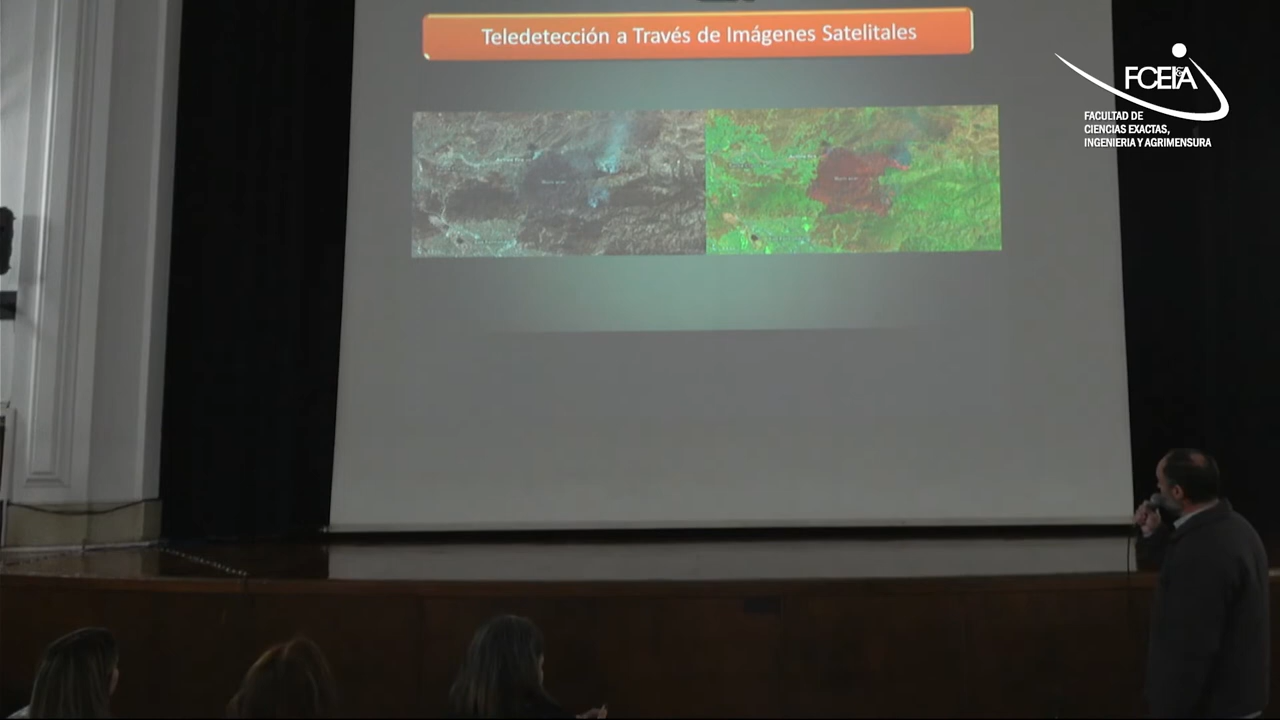 Teledetección a Través de Imágenes Satelitales
FCEIA
FACULTAD DE
CIENCIAS EXACTAS,
INGENIERIA Y AGRIMENSURA